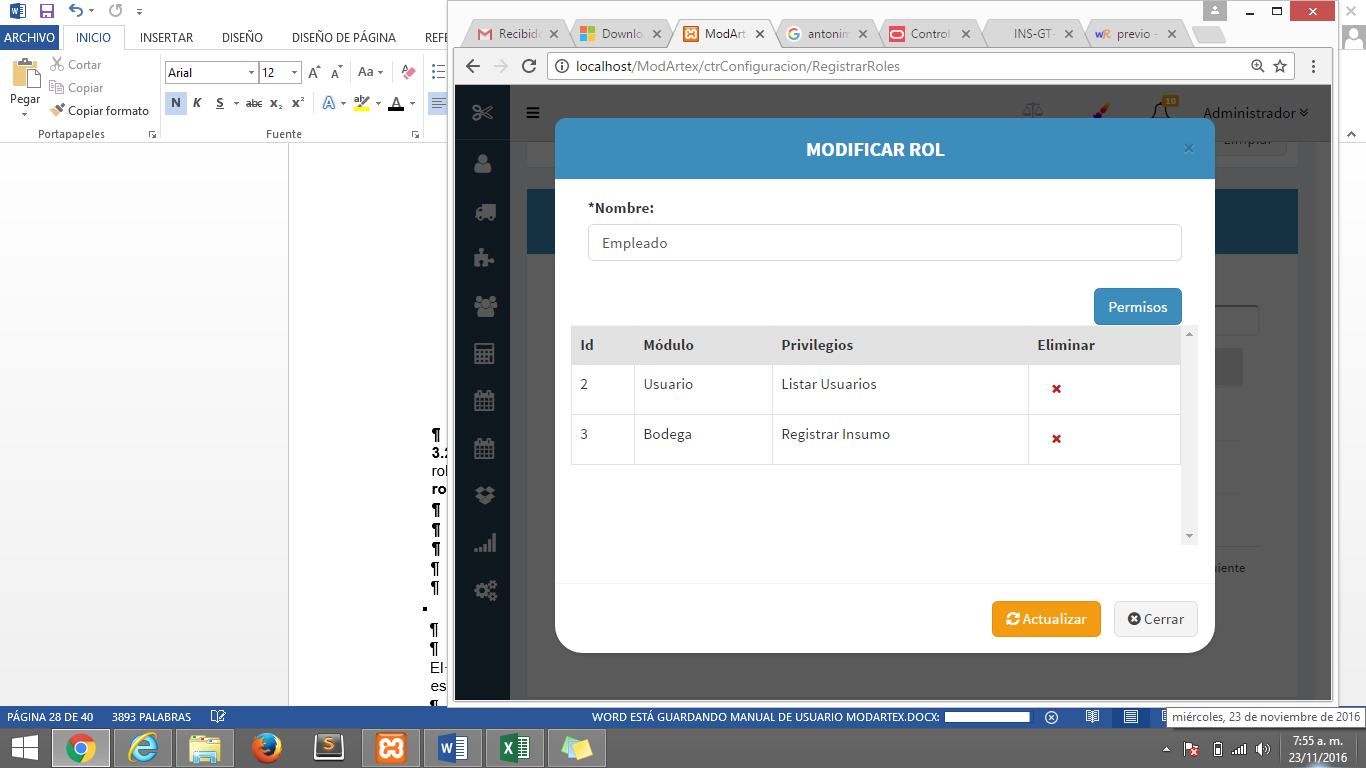 ARCHIVO INICIO INSERTAR DISEÑO DISEÑO DE PÁGINA REFE
Pegar
Cortar
Copiar
Copiar formato
Portapapeles
Arial 12
Aa
N K S abc x₂ x²
A A
Fuente
Recibid Downlo ModArt antonim Control INS-GT- previo -
localhost/ModArtex/ctrConfiguracion/RegistrarRoles
10
Administrador
Limpiar
MODIFICAR ROL ×
*Nombre:
Empleado
Permisos
Id Módulo Privilegios Eliminar
2 Usuario Listar Usuarios
3 Bodega Registrar Insumo
iente
Actualizar Cerrar
¶
3.2
rol
ro
¶
¶
¶
¶
¶
¶
¶
El
es
¶
PÁGINA 28 DE 40 3893 PALABRAS WORD ESTÁ GUARDANDO MANUAL DE USUARIO MODARTEX.DOCX:
miércoles, 23 de noviembre de 2016
7:55 a. m.
23/11/2016